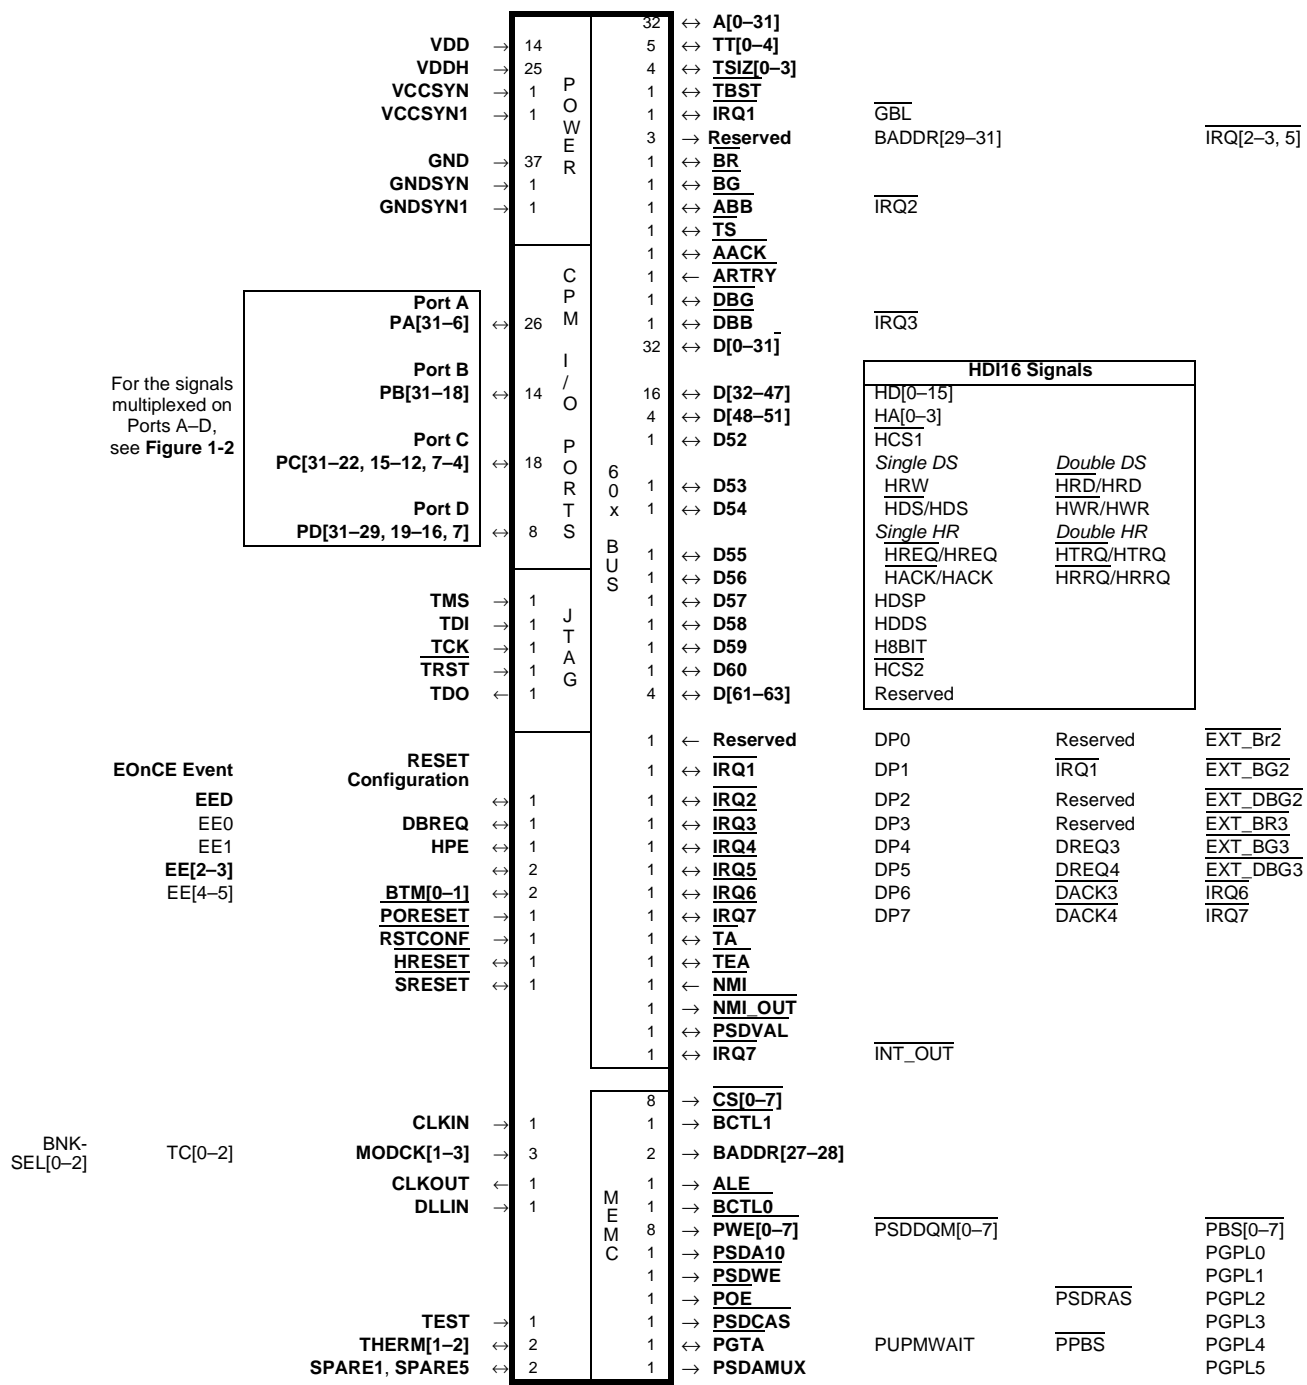 32 ↔ A[0–31]
VDD → 14 5 ↔ TT[0–4]
VDDH → 25 4 ↔ TSIZ[0–3]
VCCSYN → 1 1 ↔ TBST
VCCSYN1 → 1 1 ↔ IRQ1 GBL
3 → Reserved BADDR[29–31] IRQ[2–3, 5]
GND → 37 1 ↔ BR
GNDSYN → 1 1 ↔ BG
GNDSYN1 → 1 1 ↔ ABB IRQ2
POWER
1 ↔ TS
1 ↔ AACK
1 ← ARTRY
Port A 1 ↔ DBG
PA[31–6] ↔ 26 1 ↔ DBB IRQ3
32 ↔ D[0–31]
Port B HDI16 Signals
For the signals
multiplexed on
Ports A–D,
see Figure 1-2
PB[31–18] ↔ 14 16 ↔ D[32–47] HD[0–15]
4 ↔ D[48–51] HA[0–3]
Port C 1 ↔ D52 HCS1
PC[31–22, 15–12, 7–4] ↔ 18 Single DS Double DS
1 ↔ D53 HRW HRD/HRD
Port D 1 ↔ D54 HDS/HDS HWR/HWR
PD[31–29, 19–16, 7] ↔ 8 Single HR Double HR
CPM I/O PORTS
60x BUS
1 ↔ D55 HREQ/HREQ HTRQ/HTRQ
1 ↔ D56 HACK/HACK HRRQ/HRRQ
TMS → 1 1 ↔ D57 HDSP
TDI → 1 1 ↔ D58 HDDS
TCK → 1 1 ↔ D59 H8BIT
TRST → 1 1 ↔ D60 HCS2
TDO ← 1 4 ↔ D[61–63] Reserved
JTAG
1 ← Reserved DP0 Reserved EXT_Br2
EOnCE Event RESET
Configuration 1 ↔ IRQ1 DP1 IRQ1 EXT_BG2
EED ↔ 1 1 ↔ IRQ2 DP2 Reserved EXT_DBG2
EE0 DBREQ ↔ 1 1 ↔ IRQ3 DP3 Reserved EXT_BR3
EE1 HPE ↔ 1 1 ↔ IRQ4 DP4 DREQ3 EXT_BG3
EE[2–3] ↔ 2 1 ↔ IRQ5 DP5 DREQ4 EXT_DBG3
EE[4–5] BTM[0–1] ↔ 2 1 ↔ IRQ6 DP6 DACK3 IRQ6
PORESET → 1 1 ↔ IRQ7 DP7 DACK4 IRQ7
RSTCONF → 1 1 ↔ TA
HRESET ↔ 1 1 ↔ TEA
SRESET ↔ 1 1 ← NMI
1 → NMI_OUT
1 ↔ PSDVAL
1 ↔ IRQ7 INT_OUT
8 → CS[0–7]
CLKIN → 1 1 → BCTL1
BNK-
SEL[0–2] TC[0–2] MODCK[1–3] → 3 2 → BADDR[27–28]
CLKOUT ← 1 1 → ALE
DLLIN → 1 1 → BCTL0
MEMC
8 → PWE[0–7] PSDDQM[0–7] PBS[0–7]
1 → PSDA10 PGPL0
1 → PSDWE PGPL1
1 → POE PSDRAS PGPL2
TEST → 1 1 → PSDCAS PGPL3
THERM[1–2] ↔ 2 1 ↔ PGTA PUPMWAIT PPBS PGPL4
SPARE1, SPARE5 ↔ 2 1 → PSDAMUX PGPL5